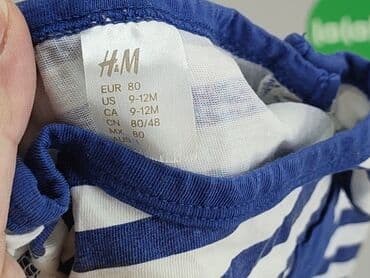 H&M
EUR 80
US 9-12M
CA 9-12M
CN 80/48
MX 80